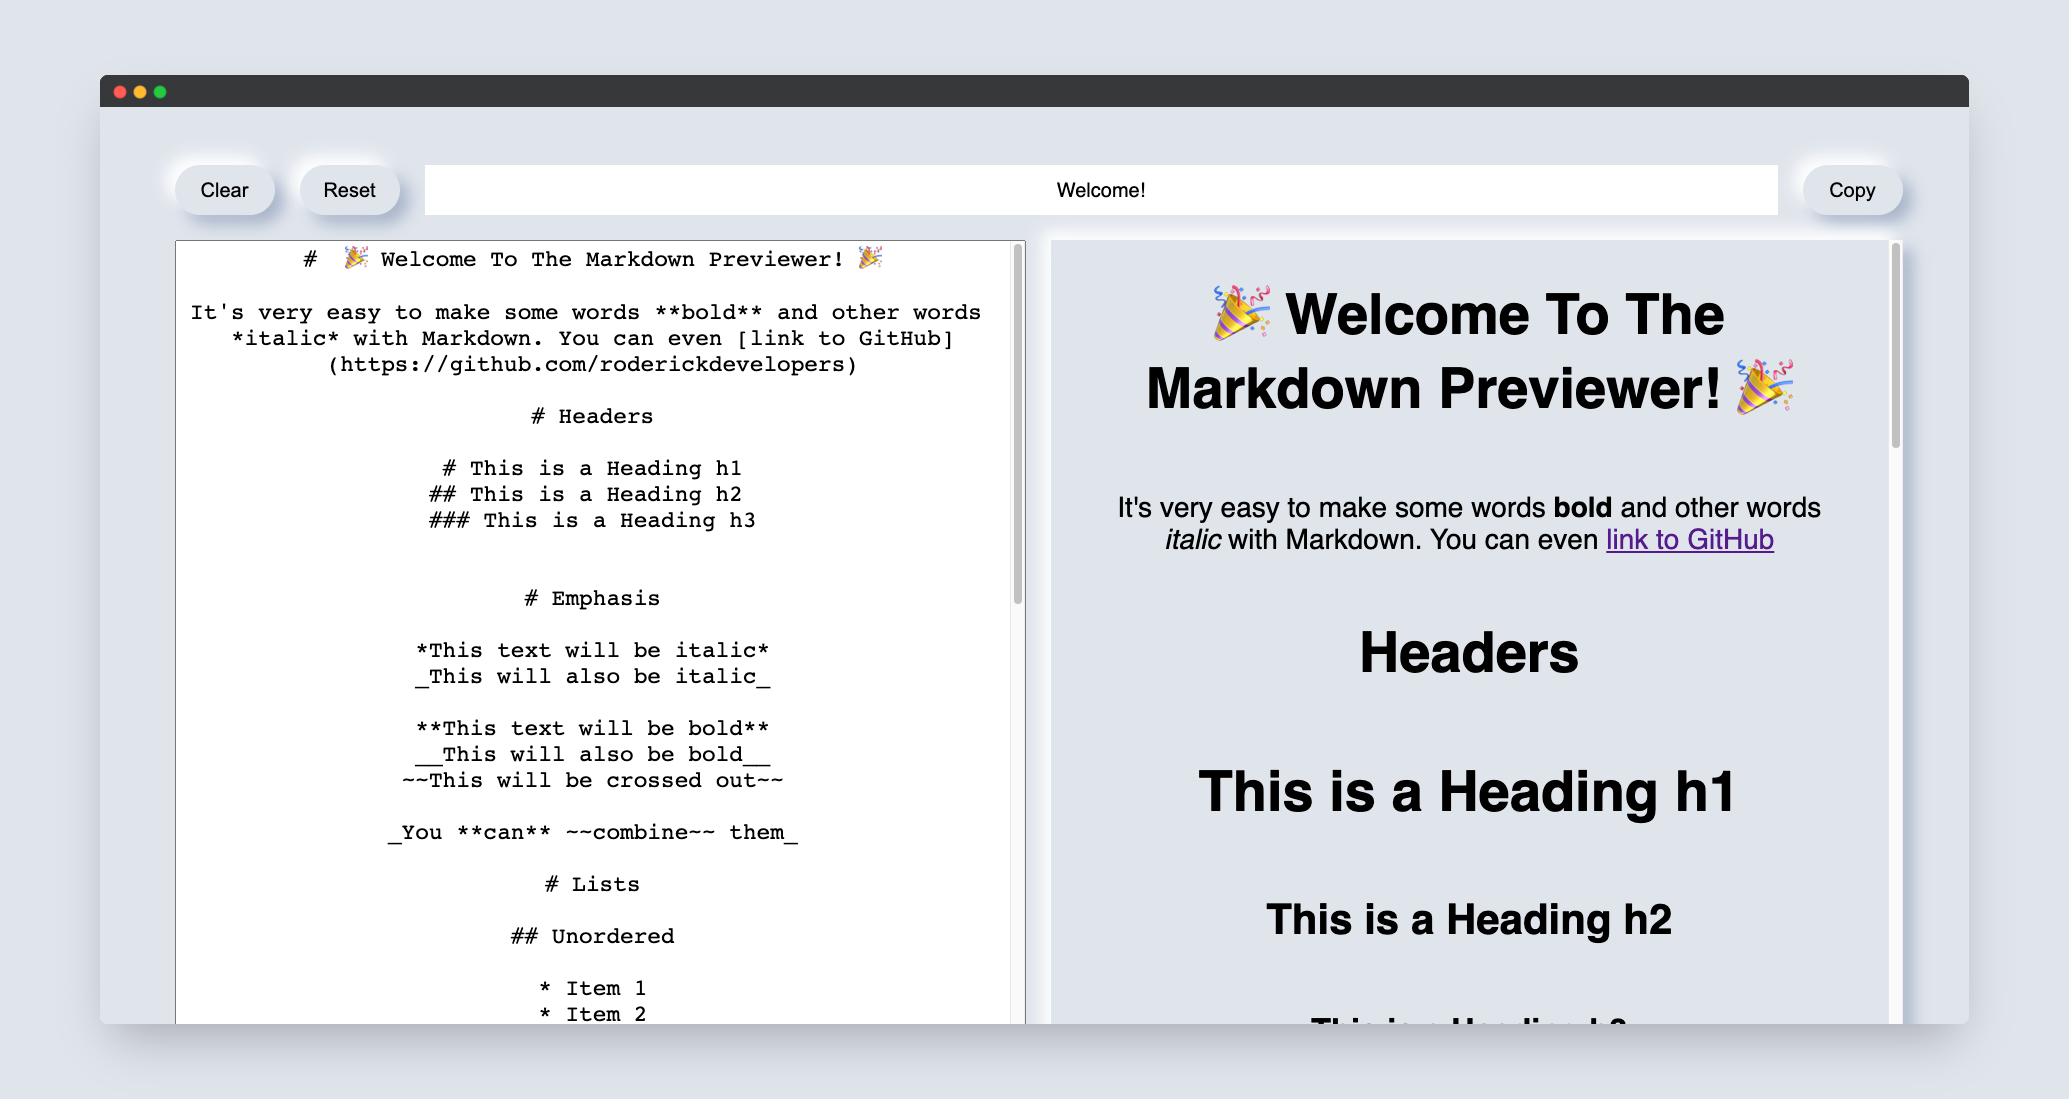 Clear
Reset
Welcome!
Copy
#  🎉 Welcome To The Markdown Previewer! 🎉
It's very easy to make some words **bold** and other words
*italic* with Markdown. You can even [link to GitHub]
(https://github.com/roderickdevelopers)
# Headers
# This is a Heading h1
## This is a Heading h2
### This is a Heading h3
# Emphasis
*This text will be italic*
_This will also be italic_
**This text will be bold**
__This will also be bold__
~~This will be crossed out~~
_You **can** ~~combine~~ them_
# Lists
## Unordered
* Item 1
* Item 2
🎉 Welcome To The
Markdown Previewer! 🎉
It's very easy to make some words bold and other words
italic with Markdown. You can even link to GitHub
Headers
This is a Heading h1
This is a Heading h2
This is a Heading h3